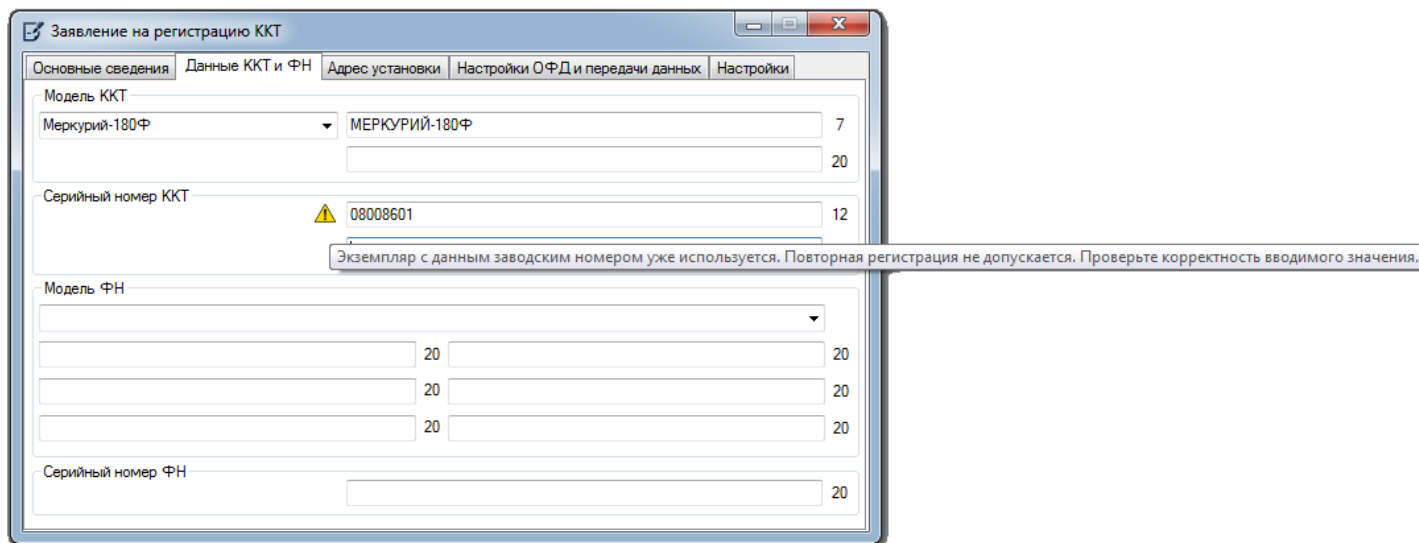 Заявление на регистрацию ККТ
Основные сведения Данные ККТ и ФН Адрес установки Настройки ОФД и передачи данных Настройки
Модель ККТ
Меркурий-180Ф МЕРКУРИЙ-180Ф 7
20
Серийный номер ККТ
08008601 12
Экземпляр с данным заводским номером уже используется. Повторная регистрация не допускается. Проверьте корректность вводимого значения.
Модель ФН
20 20
20 20
20 20
Серийный номер ФН
20